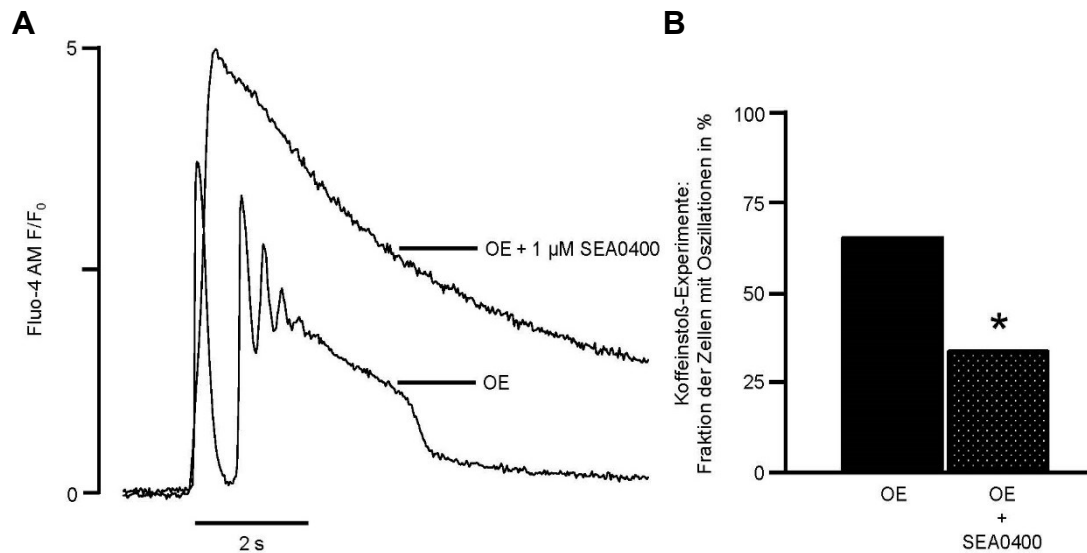 A
5
Fluo-4 AM F/F0
OE + 1 µM SEA0400
OE
0
2 s
B
Koffeinstoß-Experimente:
Fraktion der Zellen mit Oszillationen in %
100
75
50
25
0
*
OE
OE
+
SEA0400